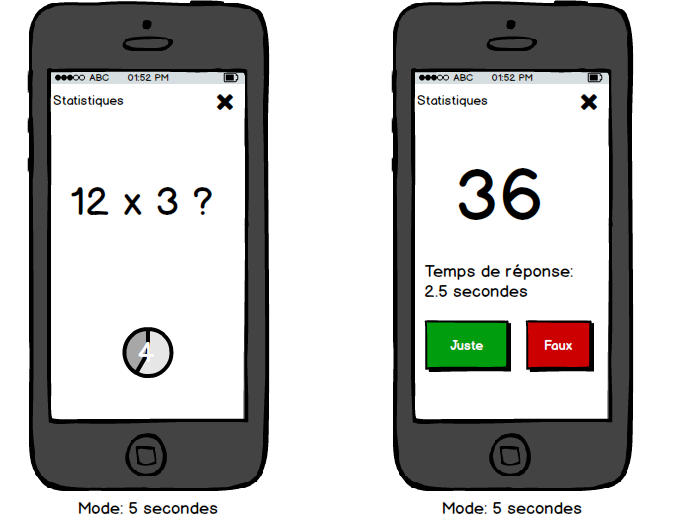 ABC 01:52 PM
Statistiques
12 x 3 ?
4
Mode: 5 secondes
ABC 01:52 PM
Statistiques
36
Temps de réponse:
2.5 secondes
Juste Faux
Mode: 5 secondes